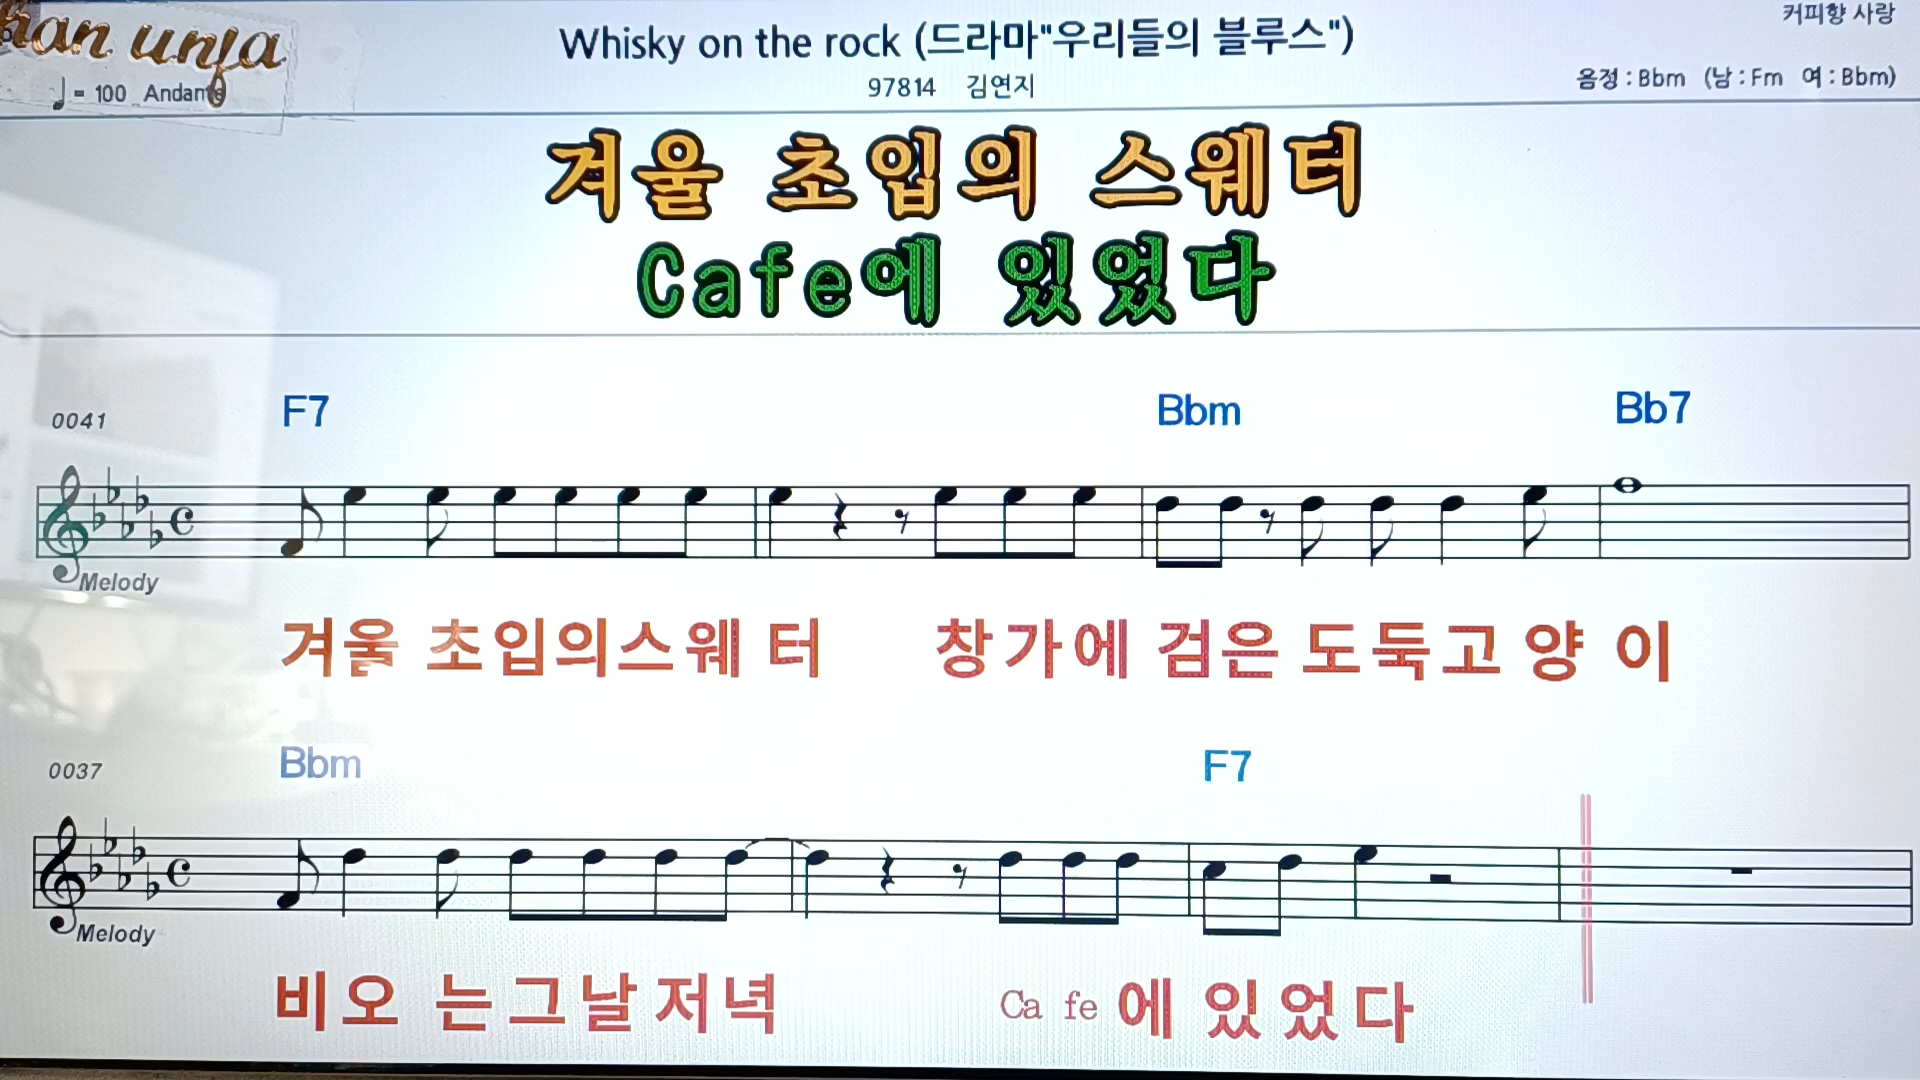 han unja
Whisky on the rock (드라마"우리들의 블루스")
커피향 사랑
♩= 100 Andante
97814 김연지
음정 : Bbm (남 : Fm 여 : Bbm)
겨울 초입의 스웨터
Cafe에 있었다
0041 F7 Bbm Bb7
Melody
겨울 초입의스웨 터 창가에 검은 도둑고 양 이
0037 Bbm F7
Melody
비오 는그날저녁 Ca fe 에 있었다